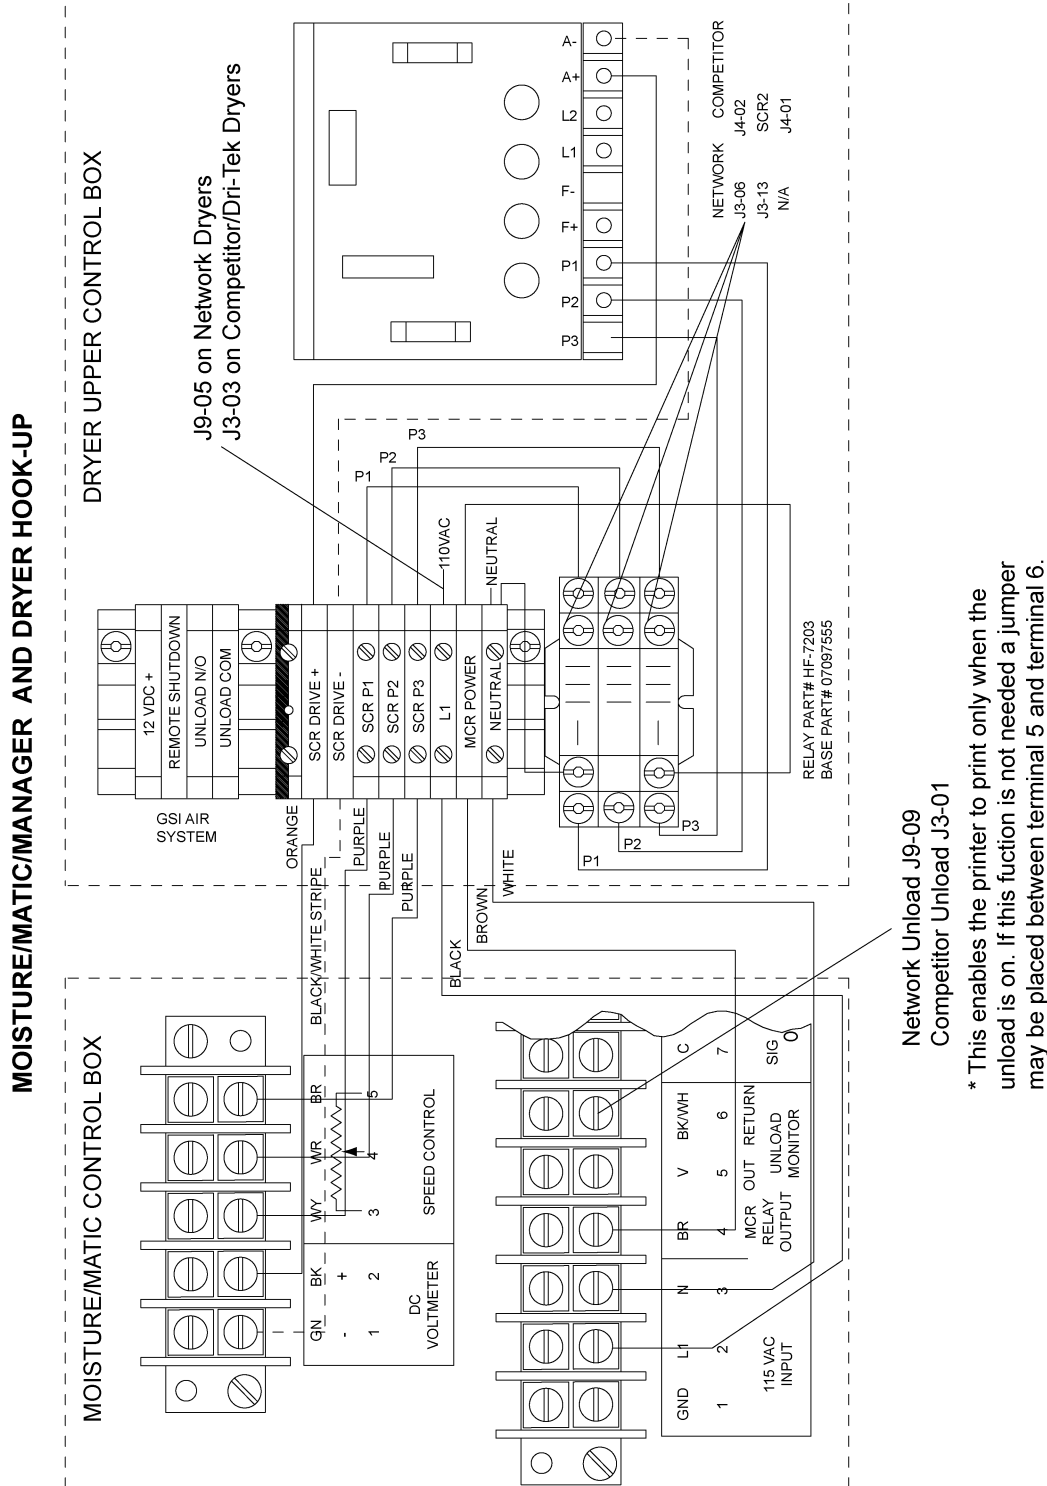 MOISTURE/MATIC/MANAGER AND DRYER HOOK-UP
MOISTURE/MATIC CONTROL BOX
DRYER UPPER CONTROL BOX
J9-05 on Network Dryers
J3-03 on Competitor/Dri-Tek Dryers
GN
BK
WY
WR
BR
-
+
1
2
3
4
5
DC
VOLTMETER
SPEED CONTROL
ORANGE
BLACK/WHITE STRIPE
PURPLE
PURPLE
PURPLE
BLACK
BROWN
WHITE
GSI AIR
SYSTEM
12 VDC +
REMOTE SHUTDOWN
UNLOAD N/O
UNLOAD COM
SCR DRIVE +
SCR DRIVE -
SCR P1
SCR P2
SCR P3
L1
MCR POWER
NEUTRAL
P1
P2
P3
110VAC
NEUTRAL
P3
P2
P1
F+
F-
L1
L2
A+
A-
P1
P2
P3
RELAY PART# HF-7203
BASE PART# 07097555
NETWORK COMPETITOR
J3-06 J4-02
J3-13 SCR2
N/A J4-01
GND
L1
N
BR
V
BK/WH
C
1
2
3
4
5
6
7
115 VAC
INPUT
MCR OUT RETURN
RELAY UNLOAD
OUTPUT MONITOR
SIG
0
Network Unload J9-09
Competitor Unload J3-01
* This enables the printer to print only when the
unload is on. If this fuction is not needed a jumper
may be placed between terminal 5 and terminal 6.